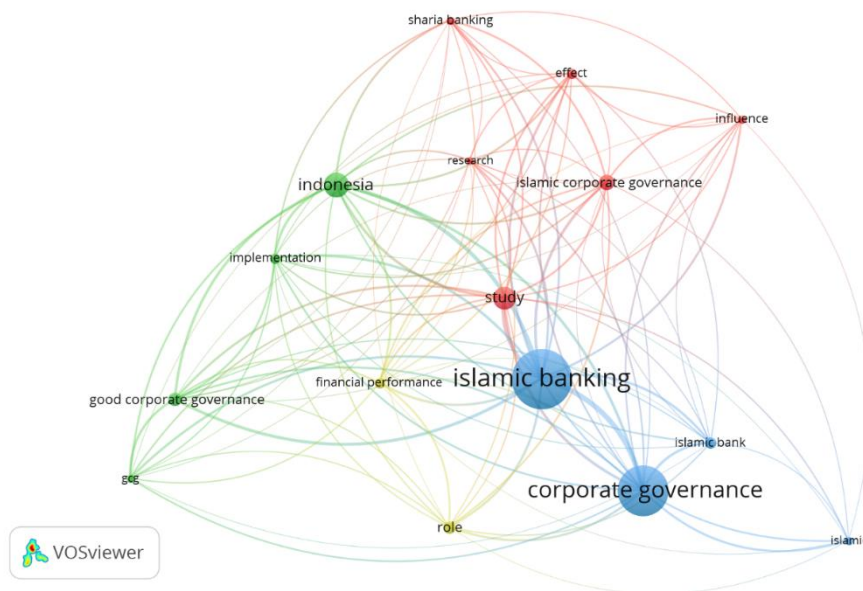 sharia banking
effect
influence
research
islamic corporate governance
indonesia
implementation
study
islamic banking
financial performance
good corporate governance
islamic bank
gcg
corporate governance
role
islami
VOSviewer